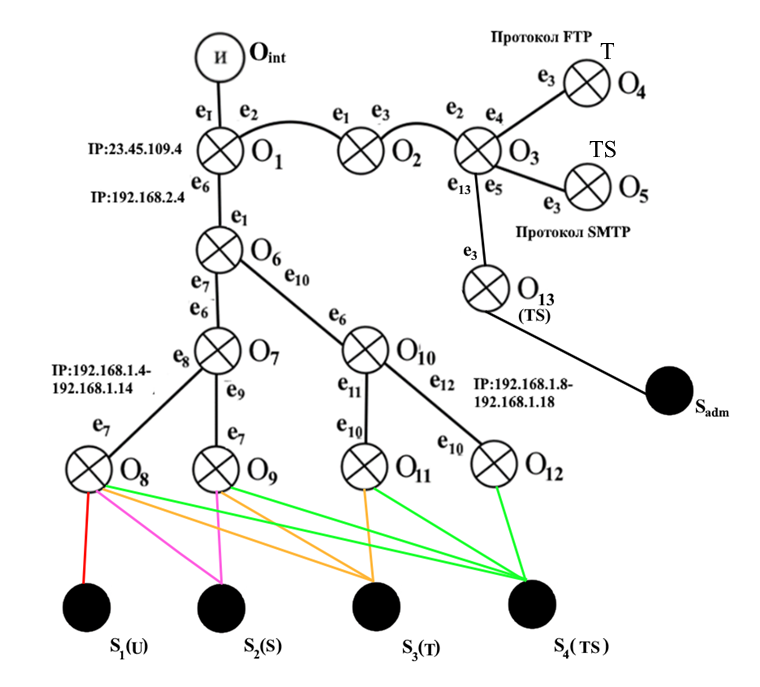 Протокол FTP
T
И
O int
e3
O4
e1
e2
e1
e3
e2
e4
IP:23.45.109.4
O1
O2
O3
TS
e6
e13
e5
O5
e3
IP:192.168.2.4
e1
Протокол SMTP
O6
e3
e7
e10
O13
(TS)
e6
e6
e8
O7
O10
IP:192.168.1.4-
192.168.1.14
e9
e11
e12
IP:192.168.1.8-
192.168.1.18
Sadm
e7
e7
e10
e10
O8
O9
O11
O12
S1(U)
S2(S)
S3(T)
S4( TS )